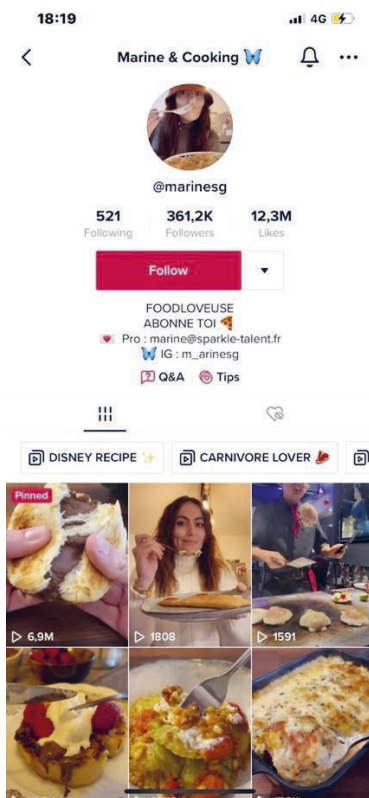 18:19 4G
Marine & Cooking
@marinesg
521 361,2K 12,3M
Following Followers Likes
Follow
FOODLOVEUSE
ABONNE TOI 🍕
💌 Pro : marine@sparkle-talent.fr
🦋 IG : m_arinesg
Q&A Tips
DISNEY RECIPE ✨ CARNIVORE LOVER 🥩
Pinned
6,9M 1808 1591